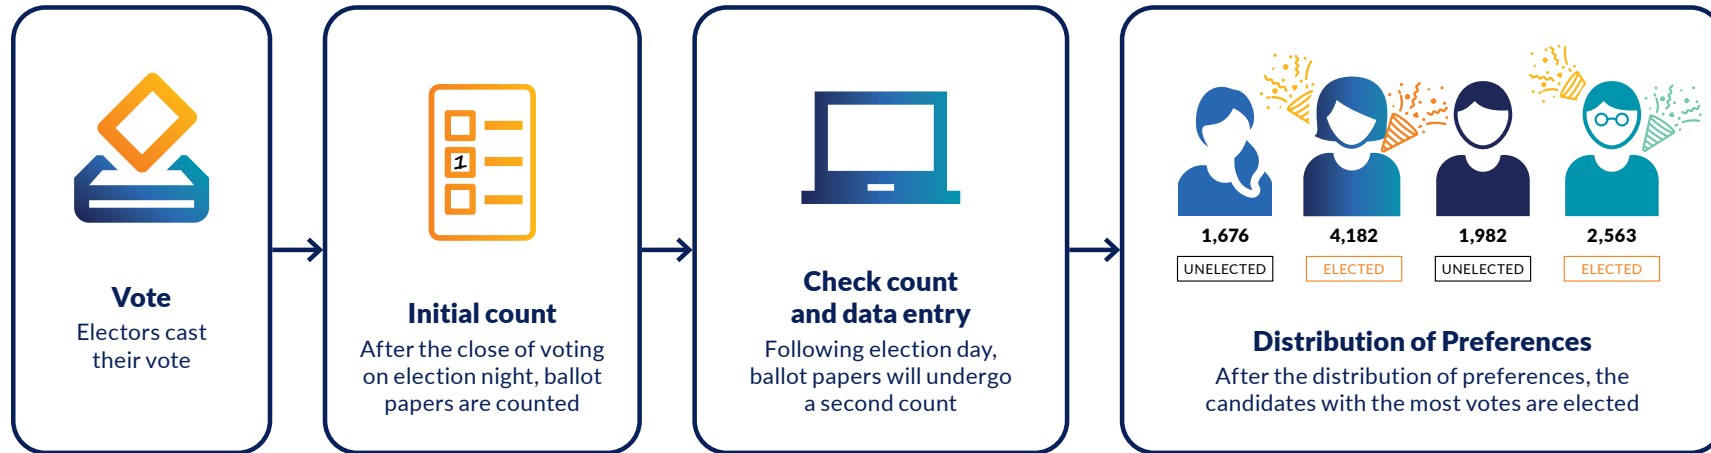 Vote
Electors cast
their vote
1
Initial count
After the close of voting
on election night, ballot
papers are counted
Check count
and data entry
Following election day,
ballot papers will undergo
a second count
1,676 4,182 1,982 2,563
UNELECTED ELECTED UNELECTED ELECTED
Distribution of Preferences
After the distribution of preferences, the
candidates with the most votes are elected